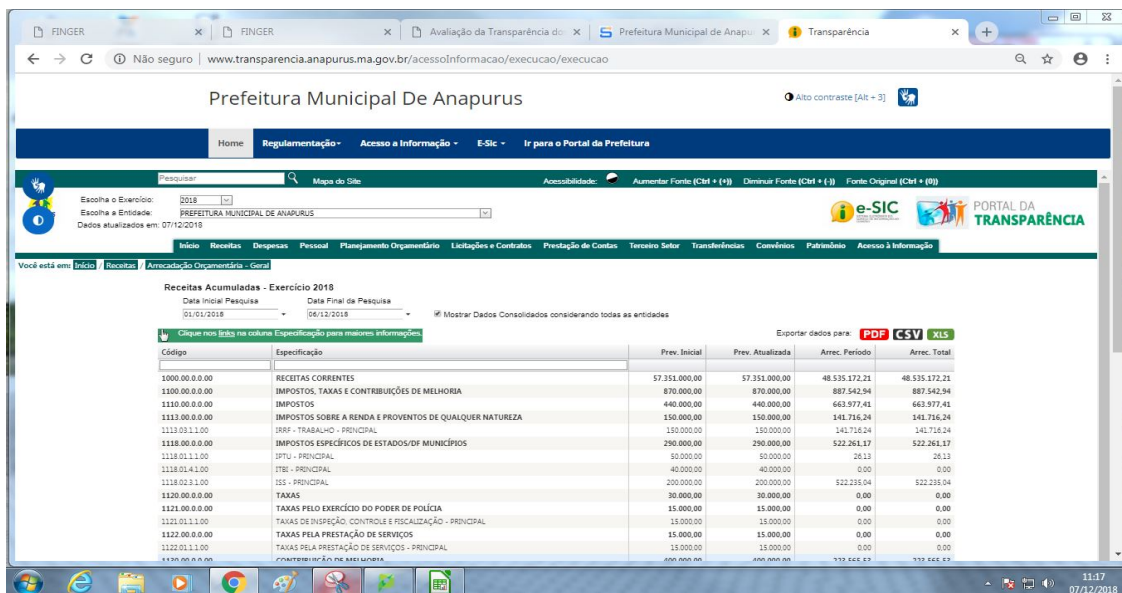 FINGER
FINGER
Avaliação da Transparência do
Prefeitura Municipal de Anapu
Transparência
Não seguro | www.transparencia.anapurus.ma.gov.br/acessoInformacao/execucao/execucao
Prefeitura Municipal De Anapurus
Alto contraste [Alt + 3]
Home Regulamentação Acesso a Informação E-Sic Ir para o Portal da Prefeitura
Pesquisar Mapa do Site Acessibilidade: Aumentar Fonte (Ctrl + (+)) Diminuir Fonte (Ctrl + (-)) Fonte Original (Ctrl + (0))
Escolha o Exercício: 2018
Escolha a Entidade: PREFEITURA MUNICIPAL DE ANAPURUS
Dados atualizados em: 07/12/2018
e-SIC
PORTAL DA
TRANSPARÊNCIA
Início Receitas Despesas Pessoal Planejamento Orçamentário Licitações e Contratos Prestação de Contas Terceiro Setor Transferências Convênios Patrimônio Acesso à Informação
Você está em: Início / Receitas / Arrecadação Orçamentária - Geral
Receitas Acumuladas - Exercício 2018
Data Inicial Pesquisa Data Final da Pesquisa
01/01/2018 06/12/2018 Mostrar Dados Consolidados considerando todas as entidades
Clique nos links na coluna Especificação para maiores informações.
Exportar dados para: PDF CSV XLS
Código Especificação Prev. Inicial Prev. Atualizada Arrec. Período Arrec. Total
1000.00.0.0.00 RECEITAS CORRENTES 57.351.000,00 57.351.000,00 48.535.172,21 48.535.172,21
1100.00.0.0.00 IMPOSTOS, TAXAS E CONTRIBUIÇÕES DE MELHORIA 870.000,00 870.000,00 887.542,94 887.542,94
1110.00.0.0.00 IMPOSTOS 440.000,00 440.000,00 663.977,41 663.977,41
1113.00.0.0.00 IMPOSTOS SOBRE A RENDA E PROVENTOS DE QUALQUER NATUREZA 150.000,00 150.000,00 141.716,24 141.716,24
1113.03.1.1.00 IRRF - TRABALHO - PRINCIPAL 150.000,00 150.000,00 141.716,24 141.716,24
1118.00.0.0.00 IMPOSTOS ESPECÍFICOS DE ESTADOS/DF MUNICÍPIOS 290.000,00 290.000,00 522.261,17 522.261,17
1118.01.1.1.00 IPTU - PRINCIPAL 50.000,00 50.000,00 26,13 26,13
1118.01.4.1.00 ITBI - PRINCIPAL 40.000,00 40.000,00 0,00 0,00
1118.02.3.1.00 ISS - PRINCIPAL 200.000,00 200.000,00 522.235,04 522.235,04
1120.00.0.0.00 TAXAS 30.000,00 30.000,00 0,00 0,00
1121.00.0.0.00 TAXAS PELO EXERCÍCIO DO PODER DE POLÍCIA 15.000,00 15.000,00 0,00 0,00
1121.01.1.1.00 TAXAS DE INSPEÇÃO, CONTROLE E FISCALIZAÇÃO - PRINCIPAL 15.000,00 15.000,00 0,00 0,00
1122.00.0.0.00 TAXAS PELA PRESTAÇÃO DE SERVIÇOS 15.000,00 15.000,00 0,00 0,00
1122.01.1.1.00 TAXAS PELA PRESTAÇÃO DE SERVIÇOS - PRINCIPAL 15.000,00 15.000,00 0,00 0,00
1130.00.0.0.00 CONTRIBUIÇÃO DE MELHORIA 400.000,00 400.000,00 223.565,53 223.565,53
11:17
07/12/2018